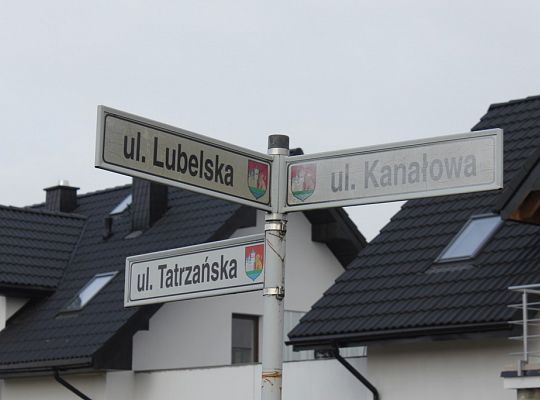 ul. Lubelska
ul. Kanałowa
ul. Tatrzańska